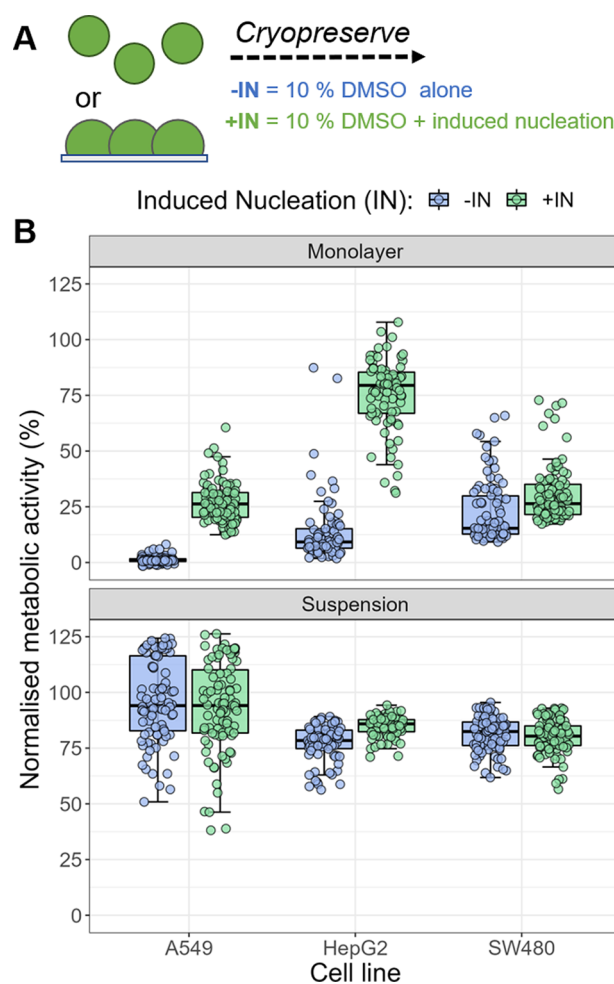 A
Cryopreserve
or
-IN = 10 % DMSO alone
+IN = 10 % DMSO + induced nucleation
Induced Nucleation (IN): -IN +IN
B
Monolayer
125
100
75
50
25
0
Suspension
125
100
75
50
25
0
Normalised metabolic activity (%)
A549 HepG2 SW480
Cell line